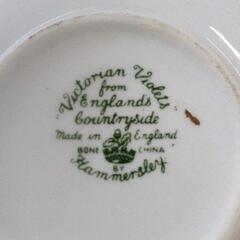 Victorian Violets
from
Englands
Countryside
Made in England
BONE CHINA
BY
Hammersley